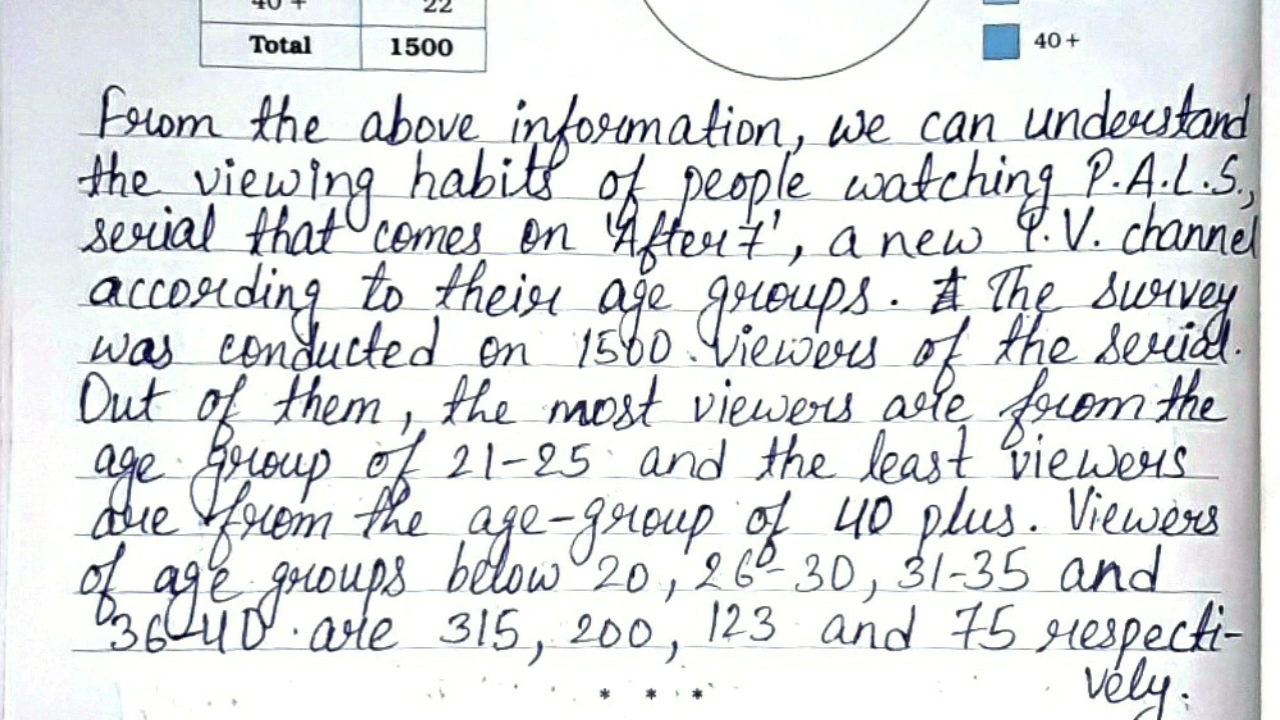 40 + 22
Total 1500
40 +
From the above information, we can understand
the viewing habits of people watching P.A.L.S.,
serial that comes on 'After 7', a new T.V. channel
according to their age groups. The survey
was conducted on 1500 viewers of the serial.
Out of them, the most viewers are from the
age group of 21-25 and the least viewers
are from the age-group of 40 plus. Viewers
of age groups below 20, 26-30, 31-35 and
36-40 are 315, 200, 123 and 75 respecti-
vely.
* * *